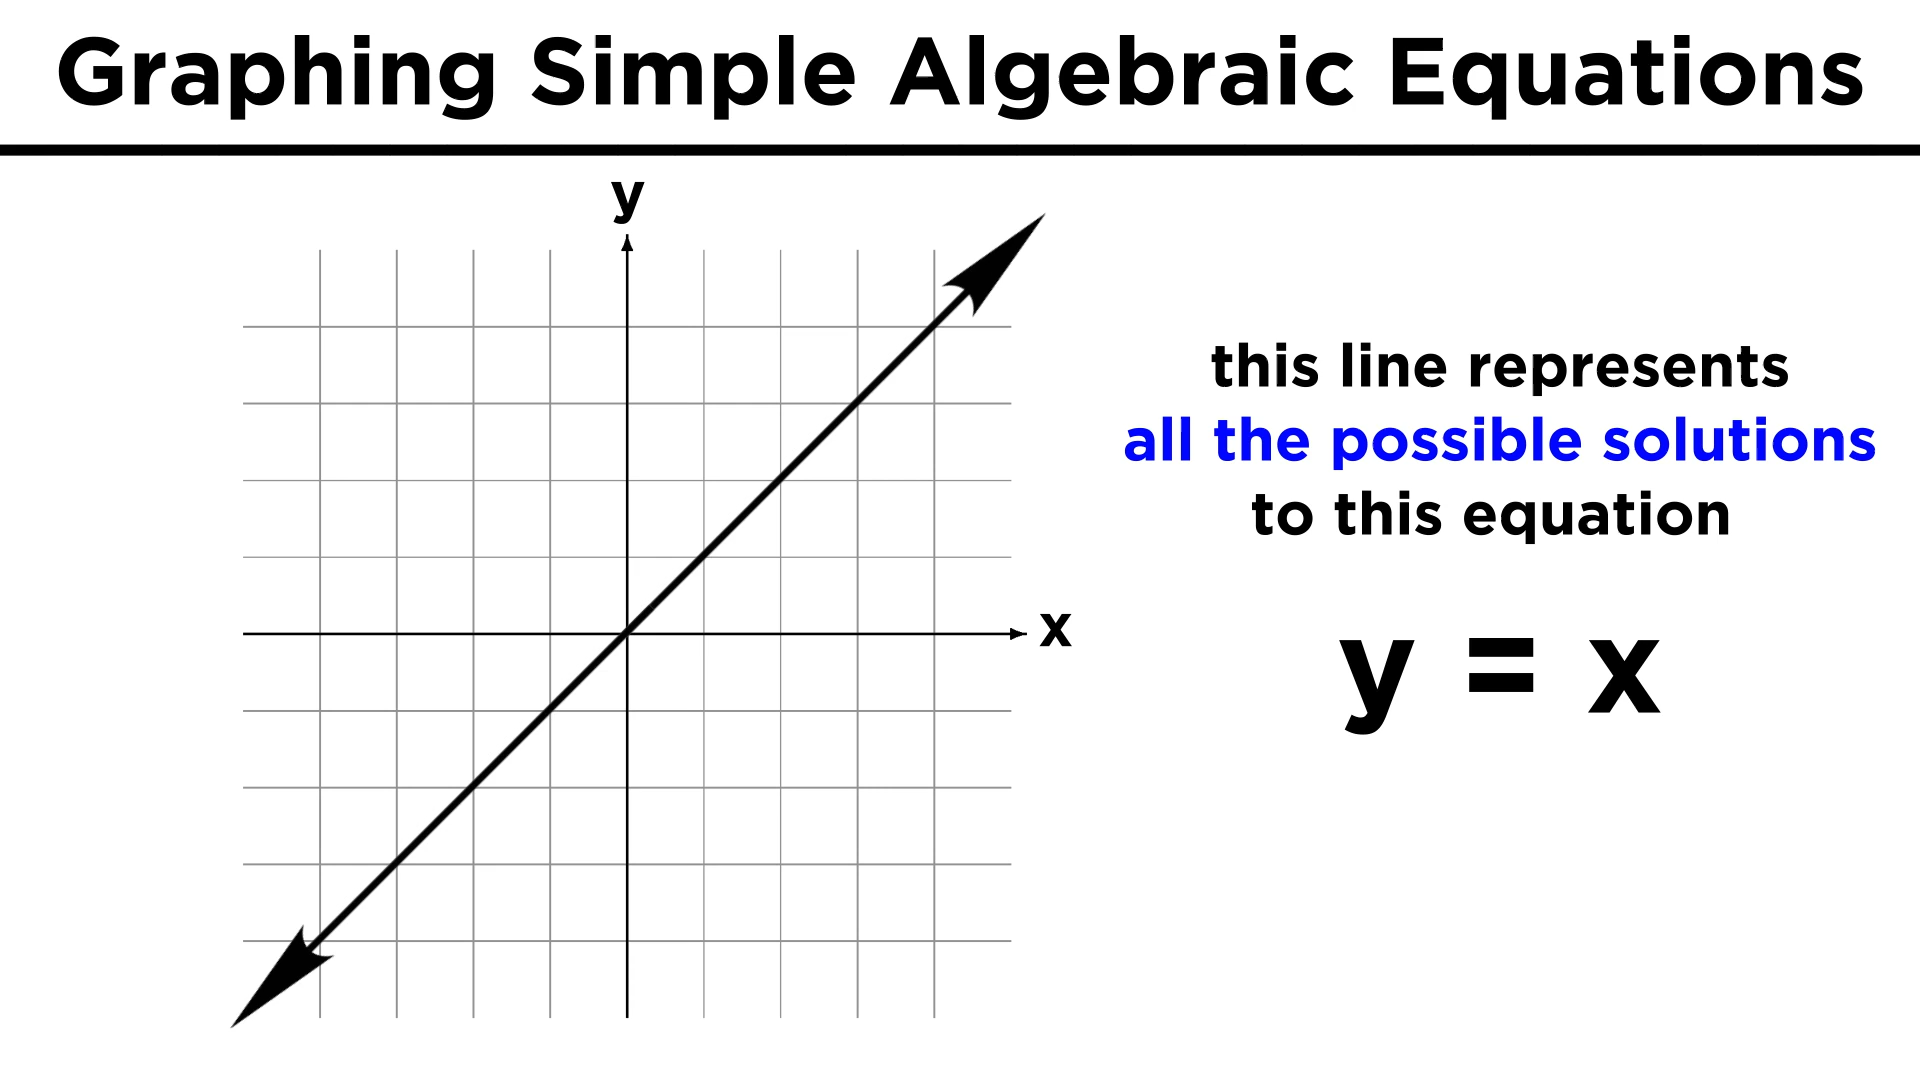 Graphing Simple Algebraic Equations
y
x
this line represents
all the possible solutions
to this equation
y = x